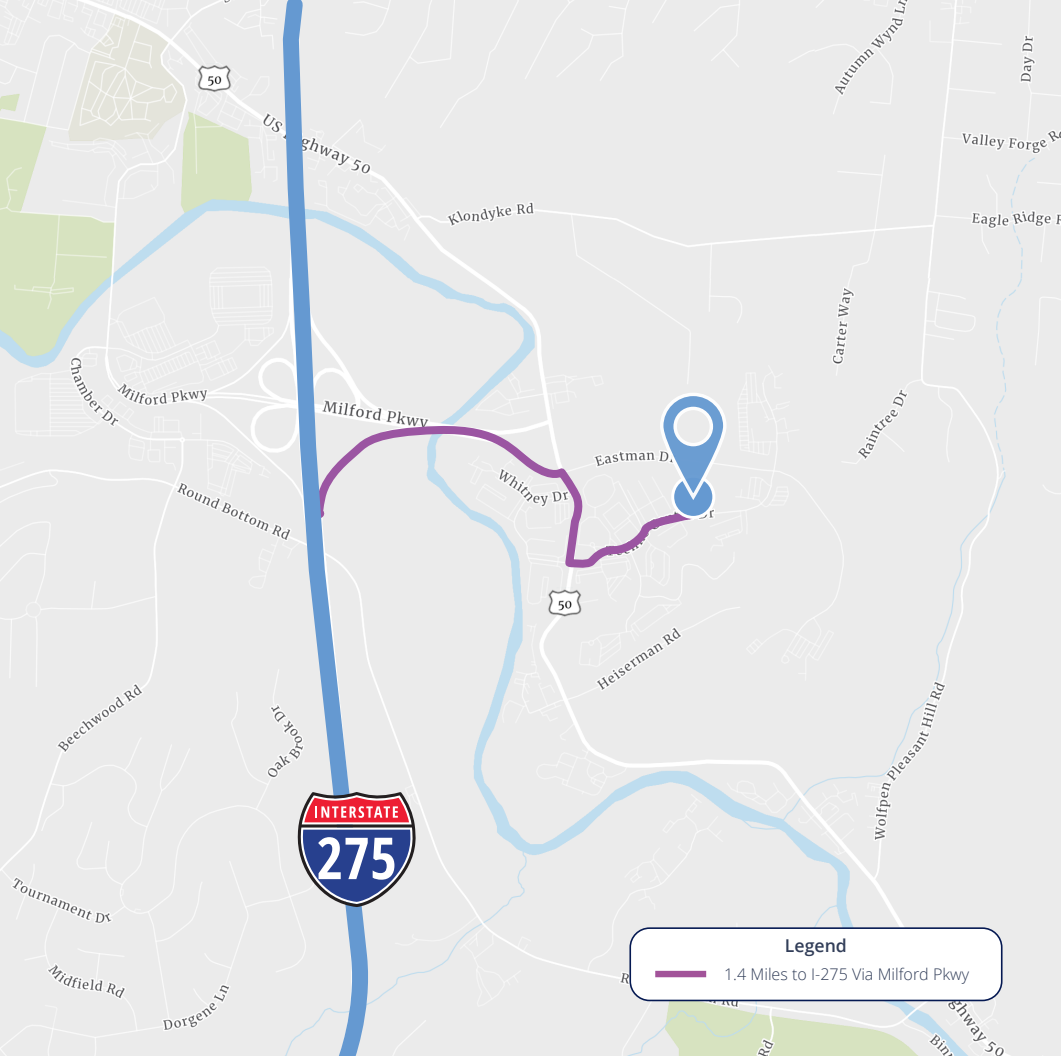 Autumn Wynd Ln
Day Dr
50
US Highway 50
Valley Forge
Klondyke Rd
Eagle Ridge
Carter Way
Chamber Dr
Milford Pkwy
Milford Pkwy
Raintree Dr
Eastman
Whitney Dr
Round Bottom Rd
Dr
50
Heiserman Rd
Beechwood Rd
Oak Dr
Wolfpen Pleasant Hill Rd
INTERSTATE
275
Tournament Dr
Midfield Rd
Dorgene Ln
Legend
1.4 Miles to I-275 Via Milford Pkwy
Rd
50
Rd